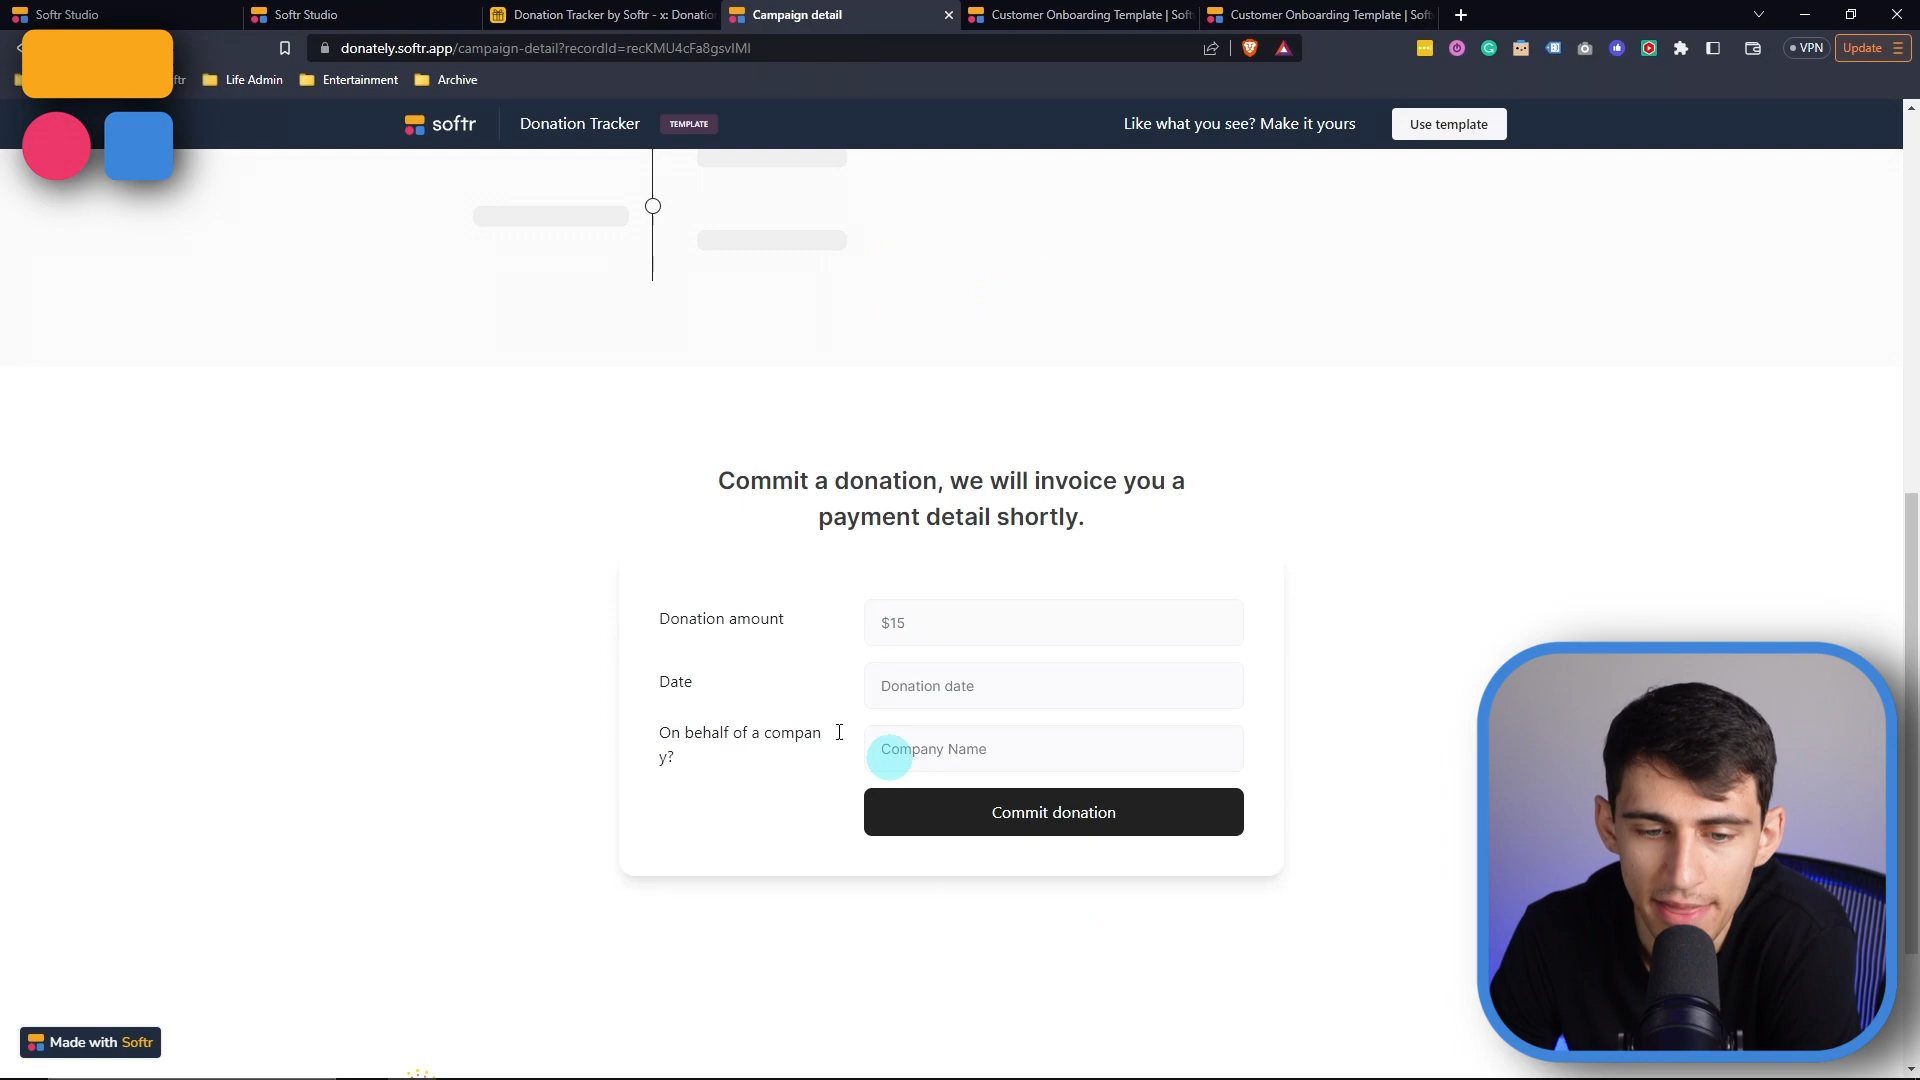 Softr Studio
Softr Studio
Donation Tracker by Softr - x: Donatio
Campaign detail
Customer Onboarding Template | Soft
Customer Onboarding Template | Soft
donately.softr.app/campaign-detail?recordId=recKMU4cFa8gsvIMI
VPN
Update
ftr
Life Admin
Entertainment
Archive
softr
Donation Tracker
TEMPLATE
Like what you see? Make it yours
Use template
Commit a donation, we will invoice you a
payment detail shortly.
Donation amount
$15
Date
Donation date
On behalf of a compan
y?
Company Name
Commit donation
Made with Softr